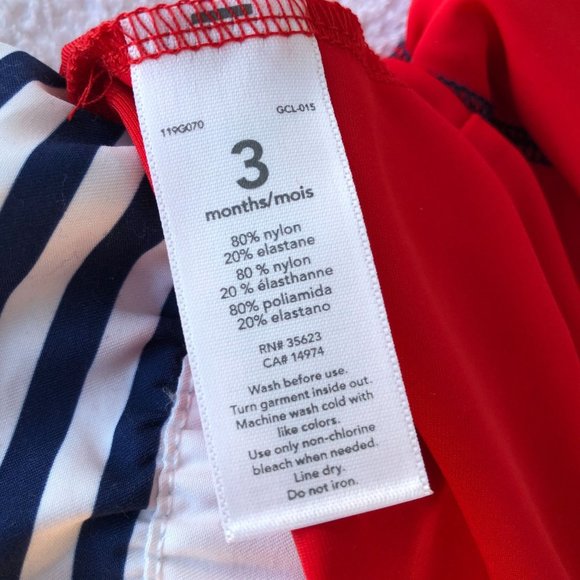 119G070 GCL-015
3
months/mois
80% nylon
20% elastane
80 % nylon
20 % élasthanne
80% poliamida
20% elastano
RN# 35623
CA# 14974
Wash before use.
Turn garment inside out.
Machine wash cold with
like colors.
Use only non-chlorine
bleach when needed.
Line dry.
Do not iron.